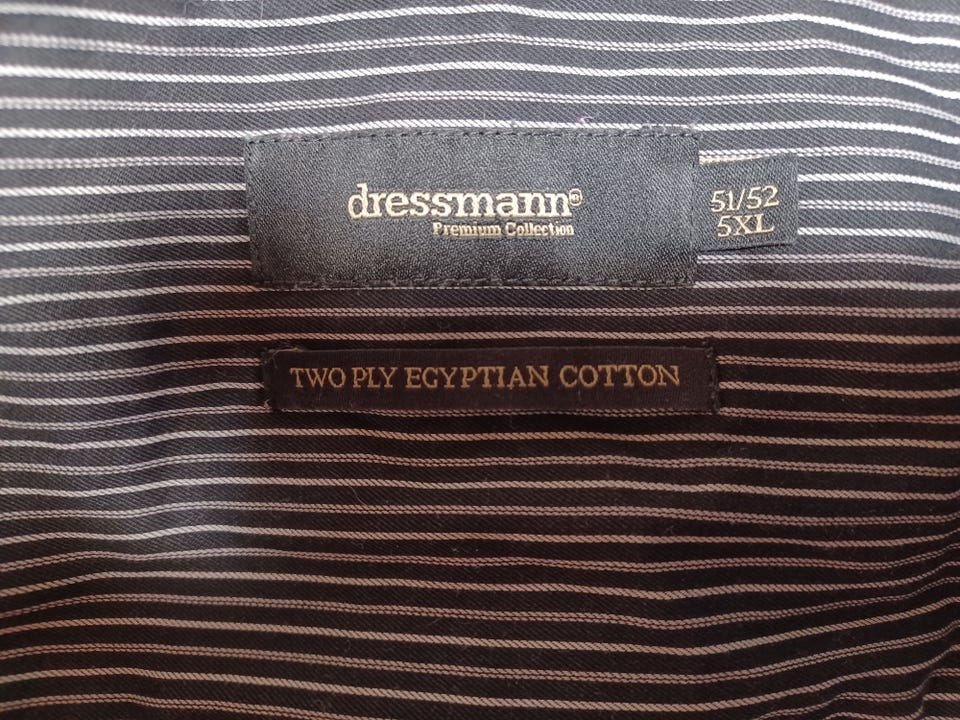 dressmann®
Premium Collection
51/52
5XL
TWO PLY EGYPTIAN COTTON